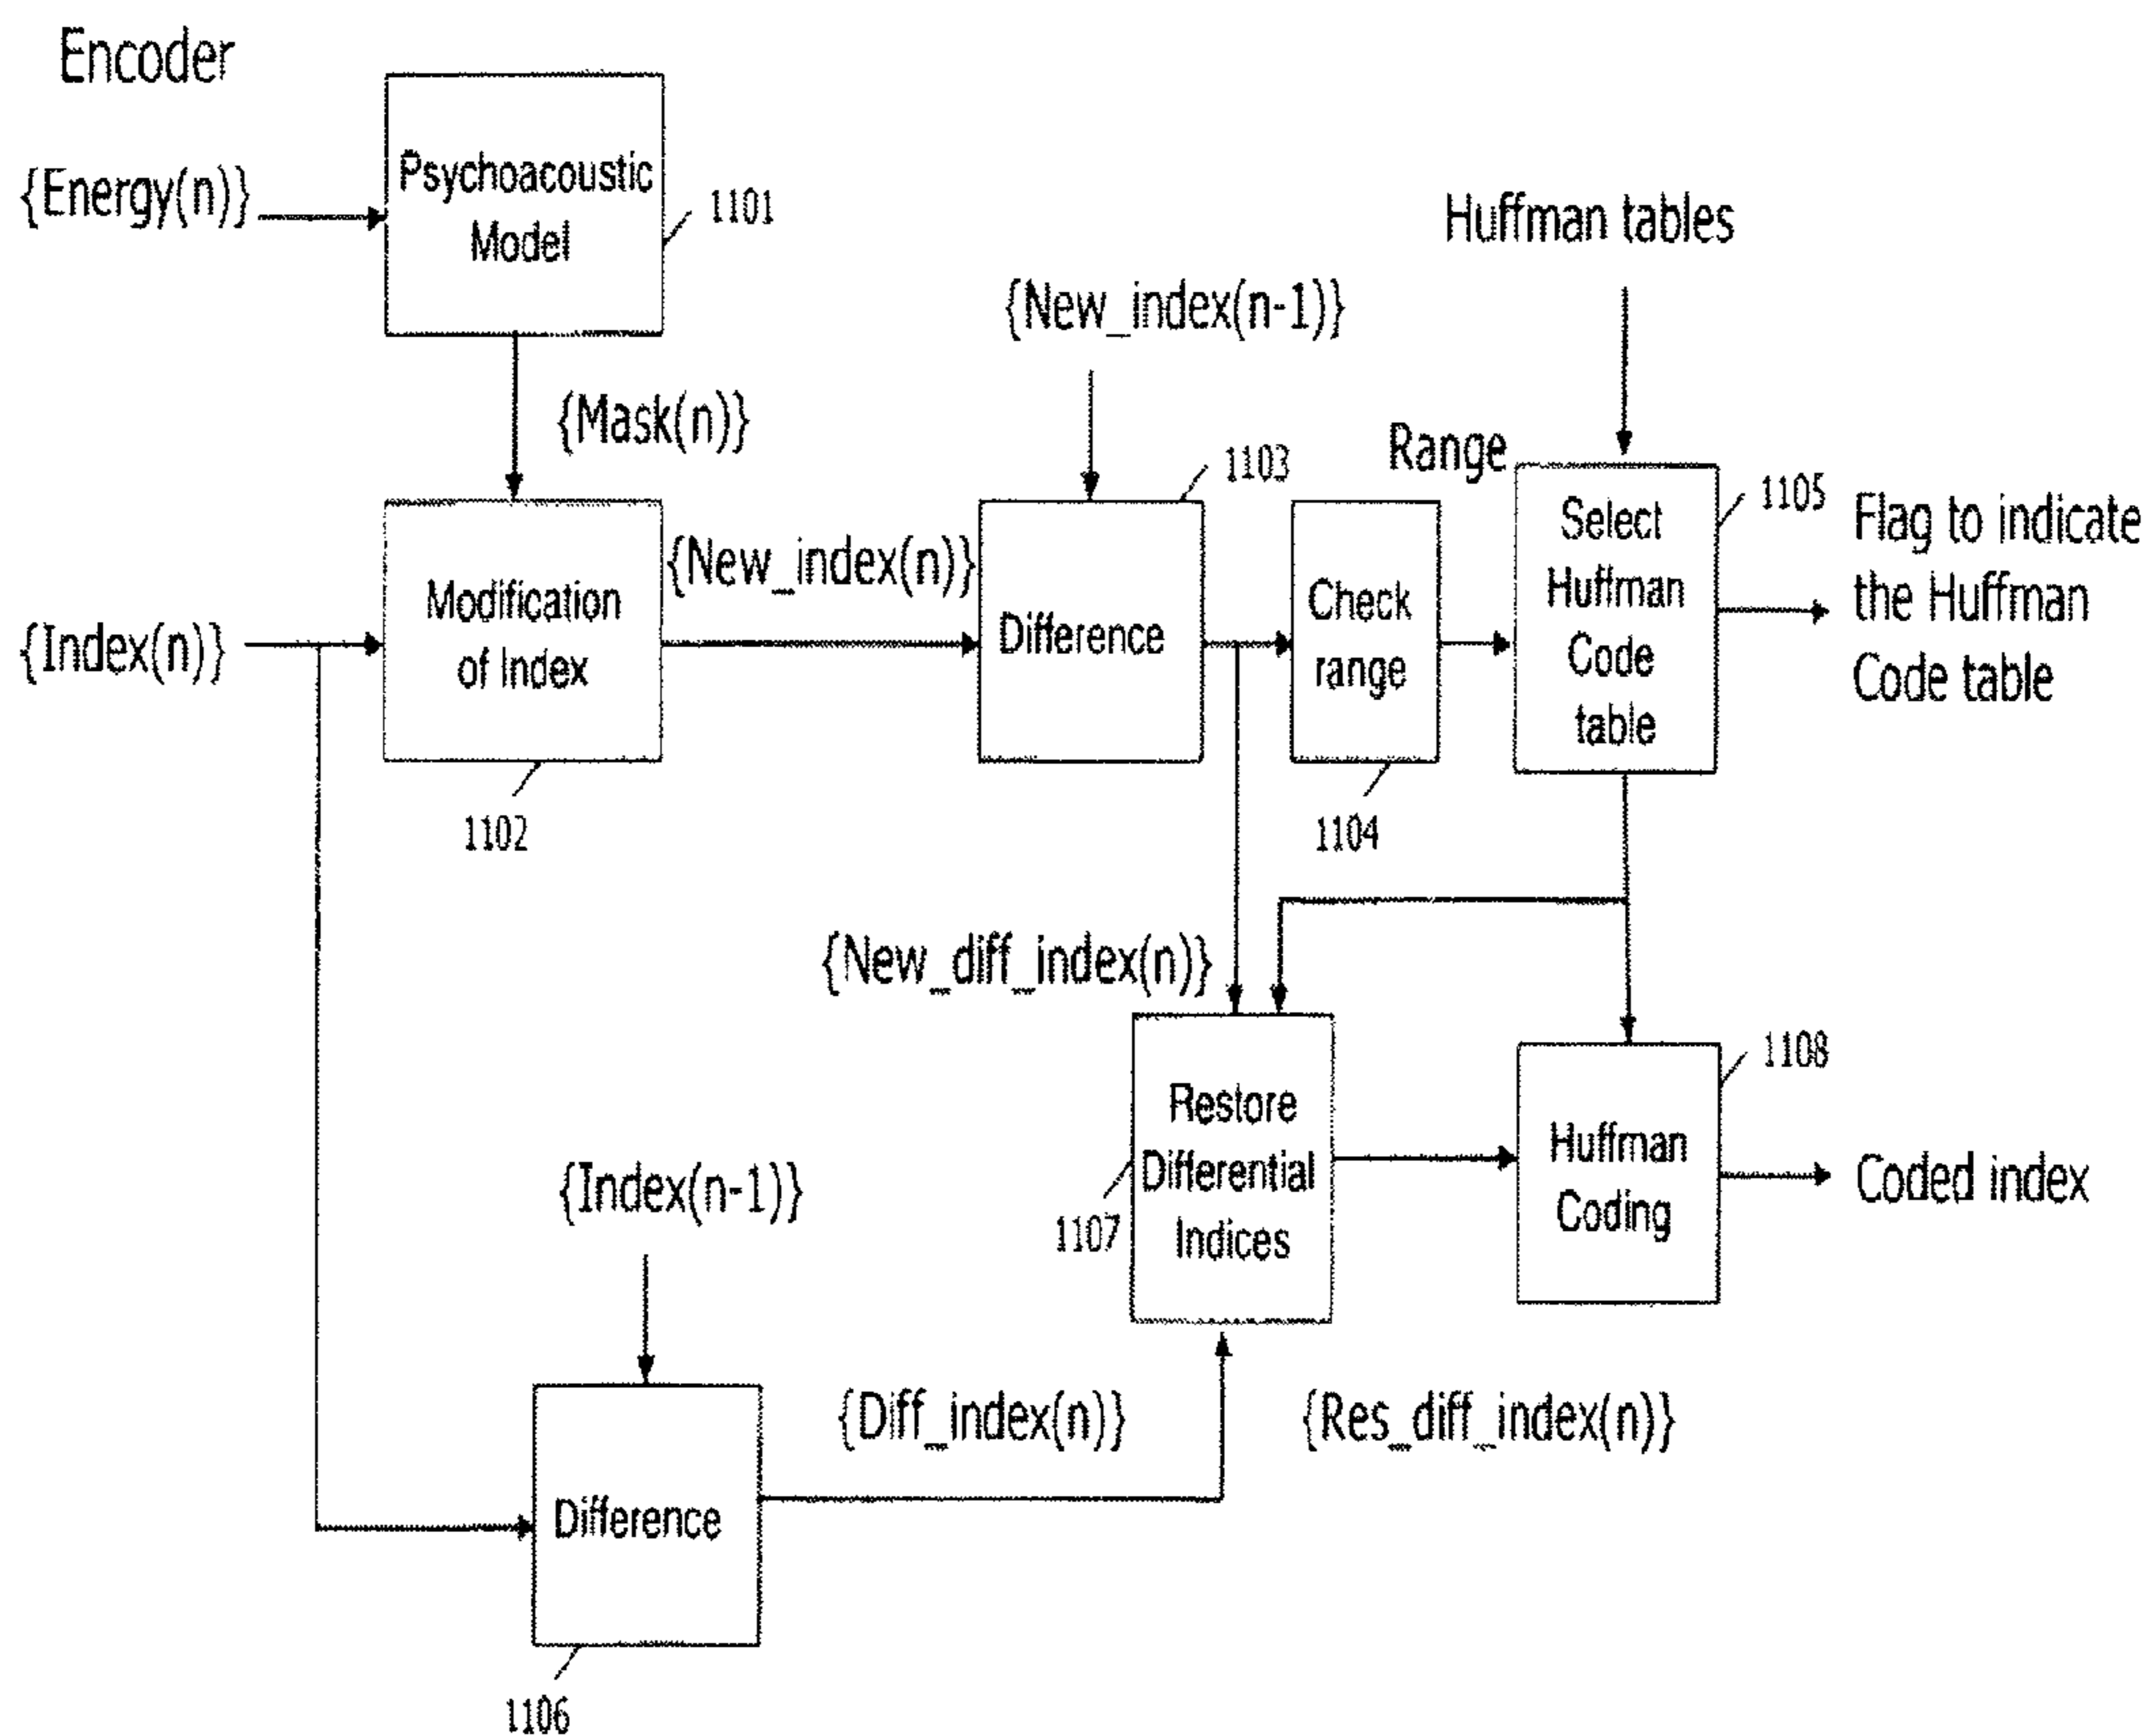 Encoder
{Energy(n)}
Psychoacoustic
Model
1101
Huffman tables
{New_index(n-1)}
{Mask(n)}
Range
1103
{Index(n)}
Modification
of Index
1102
{New_index(n)}
Difference
Check
range
1104
Select
Huffman
Code
table
1105
Flag to indicate
the Huffman
Code table
{New_diff_index(n)}
Restore
Differential
Indices
1107
1108
Huffman
Coding
Coded index
{Index(n-1)}
{Diff_index(n)}
{Res_diff_index(n)}
Difference
1106